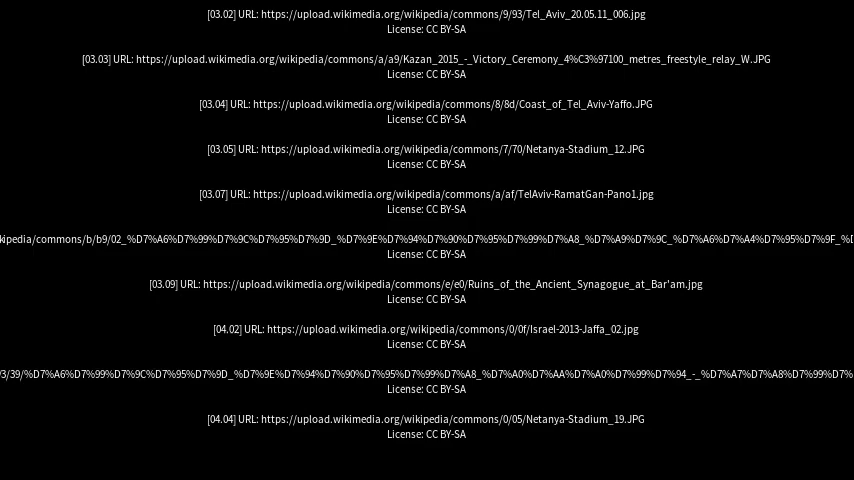 [03.02] URL: https://upload.wikimedia.org/wikipedia/commons/9/93/Tel_Aviv_20.05.11_006.jpg
License: CC BY-SA
[03.03] URL: https://upload.wikimedia.org/wikipedia/commons/a/a9/Kazan_2015_-_Victory_Ceremony_4%C3%97100_metres_freestyle_relay_W.JPG
License: CC BY-SA
[03.04] URL: https://upload.wikimedia.org/wikipedia/commons/8/8d/Coast_of_Tel_Aviv-Yaffo.JPG
License: CC BY-SA
[03.05] URL: https://upload.wikimedia.org/wikipedia/commons/7/70/Netanya-Stadium_12.JPG
License: CC BY-SA
[03.07] URL: https://upload.wikimedia.org/wikipedia/commons/a/af/TelAviv-RamatGan-Pano1.jpg
License: CC BY-SA
kipedia/commons/b/b9/02_%D7%A6%D7%99%D7%9C%D7%95%D7%9D_%D7%9E%D7%94%D7%90%D7%95%D7%99%D7%A8_%D7%A9%D7%9C_%D7%A6%D7%A4%D7%95%D7%9F_%D
License: CC BY-SA
[03.09] URL: https://upload.wikimedia.org/wikipedia/commons/e/e0/Ruins_of_the_Ancient_Synagogue_at_Bar'am.jpg
License: CC BY-SA
[04.02] URL: https://upload.wikimedia.org/wikipedia/commons/0/0f/Israel-2013-Jaffa_02.jpg
License: CC BY-SA
/3/39/%D7%A6%D7%99%D7%9C%D7%95%D7%9D_%D7%9E%D7%94%D7%90%D7%95%D7%99%D7%A8_%D7%A0%D7%AA%D7%A0%D7%99%D7%94_-_%D7%A7%D7%A8%D7%99%D7%
License: CC BY-SA
[04.04] URL: https://upload.wikimedia.org/wikipedia/commons/0/05/Netanya-Stadium_19.JPG
License: CC BY-SA